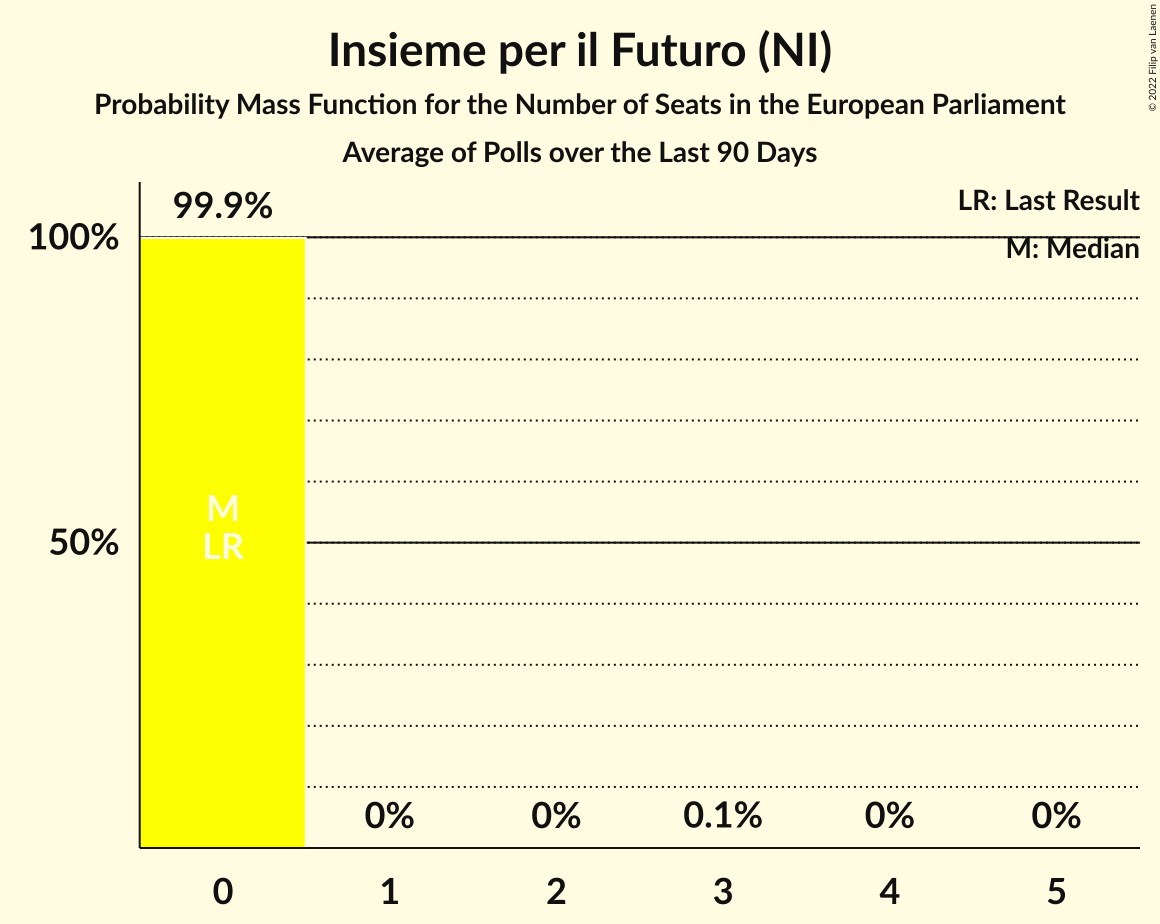 Insieme per il Futuro (NI)
Probability Mass Function for the Number of Seats in the European Parliament
Average of Polls over the Last 90 Days
© 2022 Filip van Laenen
LR: Last Result
M: Median
99.9%
100%
50%
M
LR
0%
0%
0.1%
0%
0%
0
1
2
3
4
5